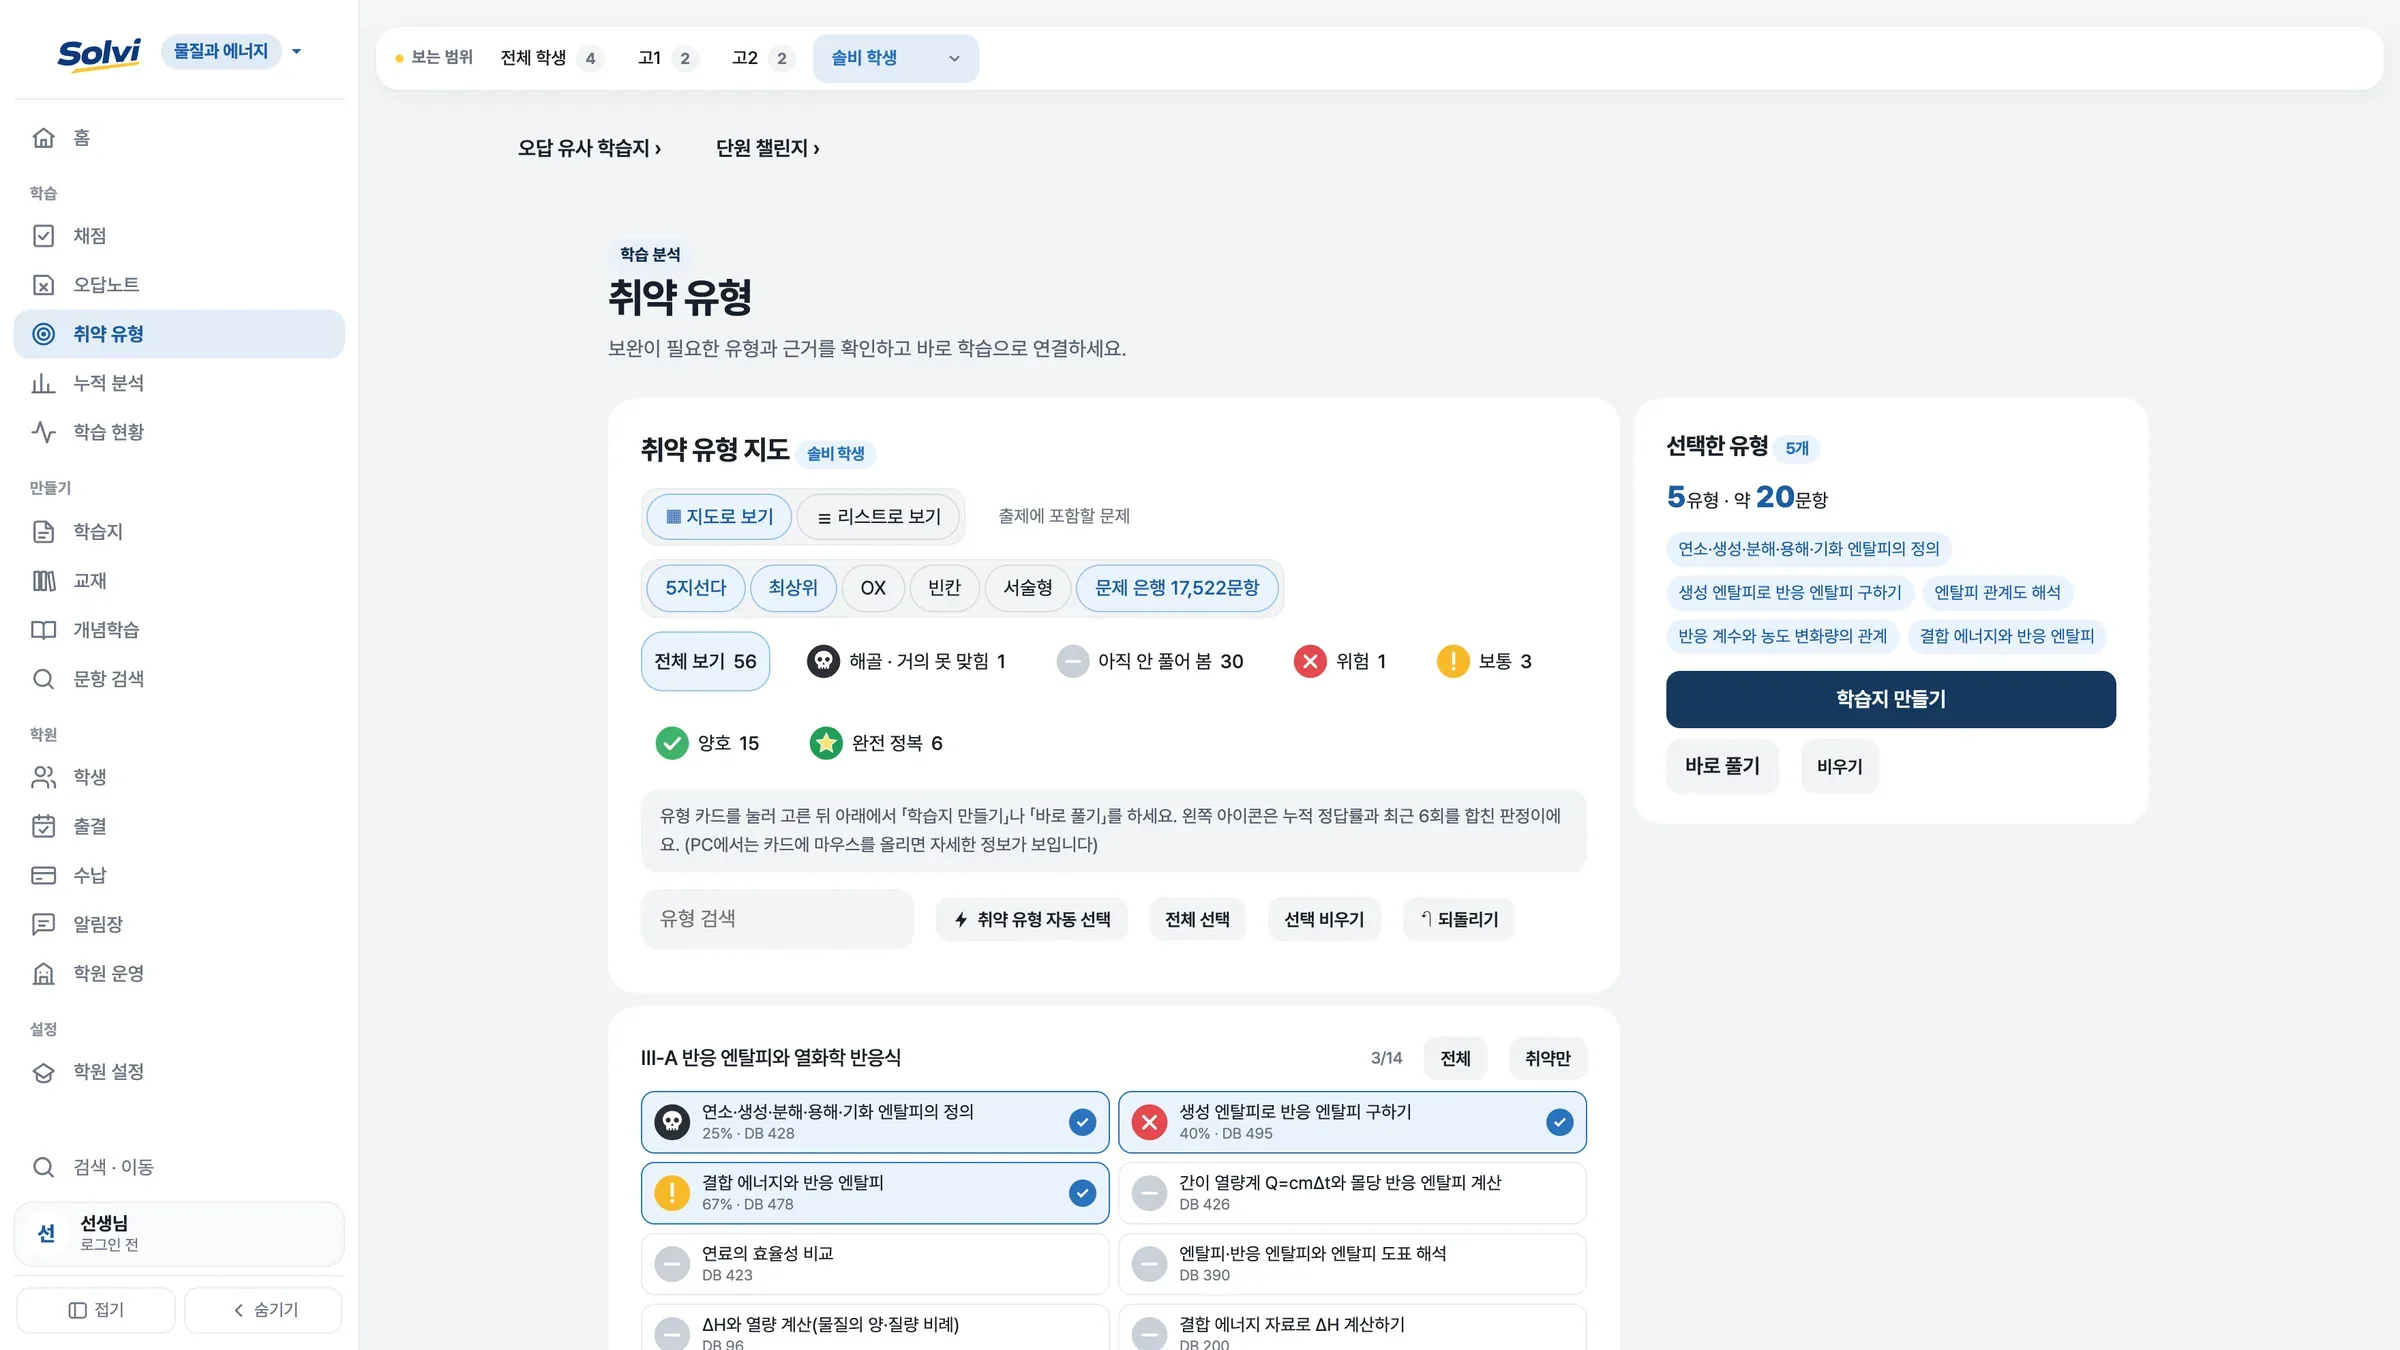 Solvi 물질과 에너지
홈
학습
채점
오답노트
취약 유형
누적 분석
학습 현황
만들기
학습지
교재
개념학습
문항 검색
학원
학생
출결
수납
알림장
학원 운영
설정
학원 설정
검색 · 이동
선 선생님
로그인 전
접기 숨기기
보는 범위 전체 학생 4 고1 2 고2 2 솔비 학생
오답 유사 학습지 › 단원 챌린지 ›
학습 분석
취약 유형
보완이 필요한 유형과 근거를 확인하고 바로 학습으로 연결하세요.
취약 유형 지도 솔비 학생
지도로 보기 리스트로 보기 출제에 포함할 문제
5지선다 최상위 OX 빈칸 서술형 문제 은행 17,522문항
전체 보기 56 해골 · 거의 못 맞힘 1 아직 안 풀어 봄 30 위험 1 보통 3
양호 15 완전 정복 6
유형 카드를 눌러 고른 뒤 아래에서 「학습지 만들기」나 「바로 풀기」를 하세요. 왼쪽 아이콘은 누적 정답률과 최근 6회를 합친 판정이에
요. (PC에서는 카드에 마우스를 올리면 자세한 정보가 보입니다)
유형 검색 취약 유형 자동 선택 전체 선택 선택 비우기 되돌리기
III-A 반응 엔탈피와 열화학 반응식 3/14 전체 취약만
연소·생성·분해·용해·기화 엔탈피의 정의
25% · DB 428
생성 엔탈피로 반응 엔탈피 구하기
40% · DB 495
결합 에너지와 반응 엔탈피
67% · DB 478
간이 열량계 Q=cmΔt와 몰당 반응 엔탈피 계산
DB 426
연료의 효율성 비교
DB 423
엔탈피·반응 엔탈피와 엔탈피 도표 해석
DB 390
ΔH와 열량 계산(물질의 양·질량 비례)
DB 96
결합 에너지 자료로 ΔH 계산하기
DB 200
선택한 유형 5개
5유형 · 약 20문항
연소·생성·분해·용해·기화 엔탈피의 정의
생성 엔탈피로 반응 엔탈피 구하기 엔탈피 관계도 해석
반응 계수와 농도 변화량의 관계 결합 에너지와 반응 엔탈피
학습지 만들기
바로 풀기 비우기